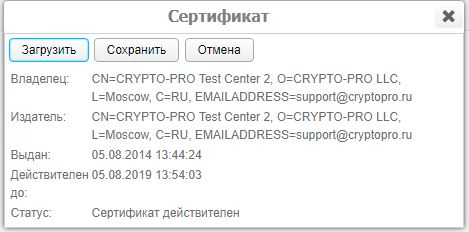 Сертификат
Загрузить Сохранить Отмена
Владелец: CN=CRYPTO-PRO Test Center 2, O=CRYPTO-PRO LLC,
L=Moscow, C=RU, EMAILADDRESS=support@cryptopro.ru
Издатель: CN=CRYPTO-PRO Test Center 2, O=CRYPTO-PRO LLC,
L=Moscow, C=RU, EMAILADDRESS=support@cryptopro.ru
Выдан: 05.08.2014 13:44:24
Действителен 05.08.2019 13:54:03
до:
Статус: Сертификат действителен